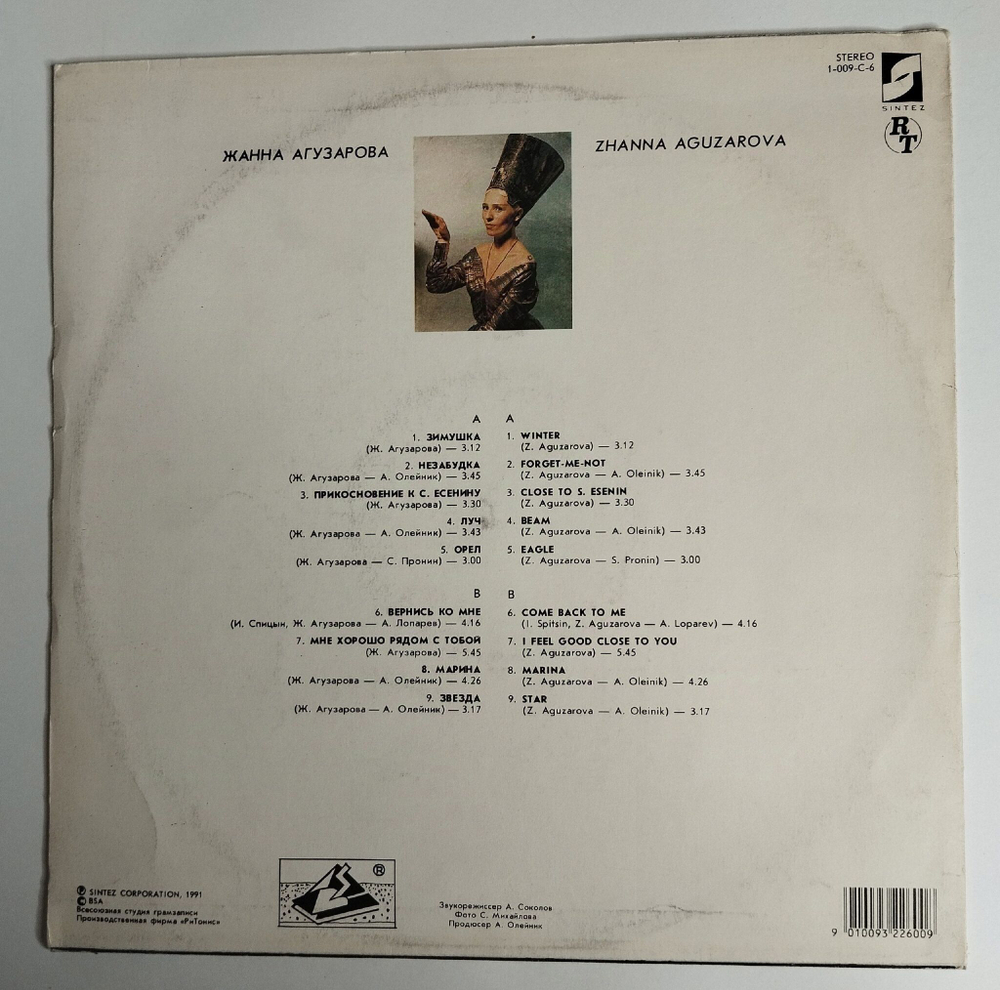 STEREO
1-009-C-6
SINTEZ
RT
ЖАННА АГУЗАРОВА
ZHANNA AGUZAROVA
А
1. ЗИМУШКА
(Ж. Агузарова) — 3.12
2. НЕЗАБУДКА
(Ж. Агузарова — А. Олейник) — 3.45
3. ПРИКОСНОВЕНИЕ К С. ЕСЕНИНУ
(Ж. Агузарова) — 3.30
4. ЛУЧ
(Ж. Агузарова — А. Олейник) — 3.43
5. ОРЕЛ
(Ж. Агузарова — С. Пронин) — 3.00
В
6. ВЕРНИСЬ КО МНЕ
(И. Спицын, Ж. Агузарова — А. Лопарев) — 4.16
7. МНЕ ХОРОШО РЯДОМ С ТОБОЙ
(Ж. Агузарова) — 5.45
8. МАРИНА
(Ж. Агузарова — А. Олейник) — 4.26
9. ЗВЕЗДА
(Ж. Агузарова — А. Олейник) — 3.17
A
1. WINTER
(Z. Aguzarova) — 3.12
2. FORGET-ME-NOT
(Z. Aguzarova — A. Oleinik) — 3.45
3. CLOSE TO S. ESENIN
(Z. Aguzarova) — 3.30
4. BEAM
(Z. Aguzarova — A. Oleinik) — 3.43
5. EAGLE
(Z. Aguzarova — S. Pronin) — 3.00
B
6. COME BACK TO ME
(I. Spitsin, Z. Aguzarova — A. Loparev) — 4.16
7. I FEEL GOOD CLOSE TO YOU
(Z. Aguzarova) — 5.45
8. MARINA
(Z. Aguzarova — A. Oleinik) — 4.26
9. STAR
(Z. Aguzarova — A. Oleinik) — 3.17
℗ SINTEZ CORPORATION, 1991
© BSA
Всесоюзная студия грамзаписи
Производственная фирма «РиТонис»
®
Звукорежиссер А. Соколов
Фото С. Михайлова
Продюсер А. Олейник
9 010093 226009